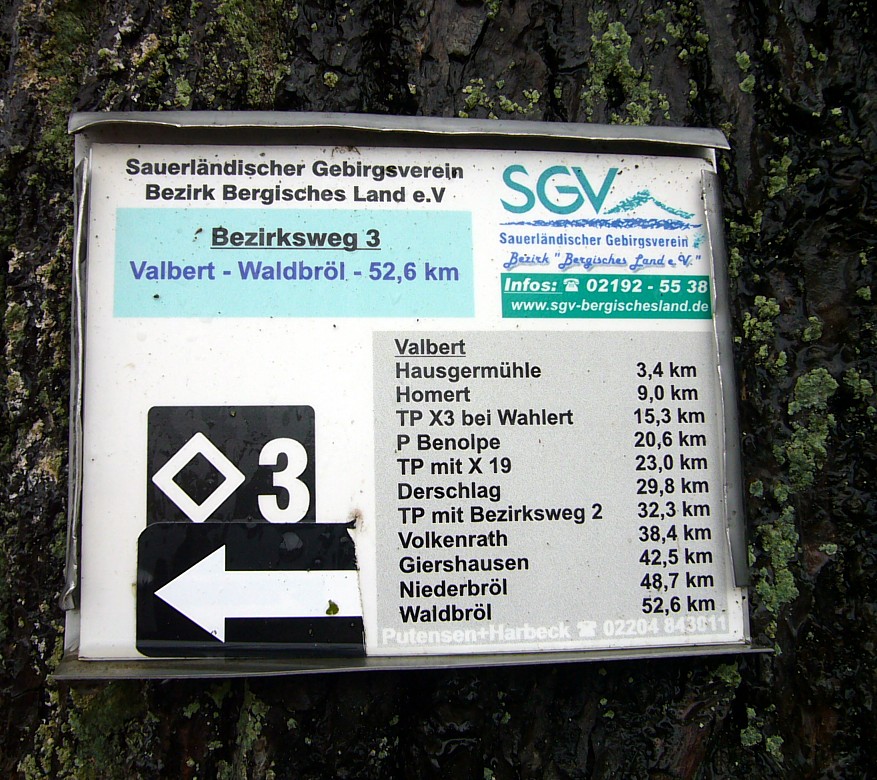 Sauerländischer Gebirgsverein
Bezirk Bergisches Land e.V
Bezirksweg 3
Valbert - Waldbröl - 52,6 km
SGV
Sauerländischer Gebirgsverein
Bezirk "Bergisches Land e.V."
Infos: ☎ 02192 - 55 38
www.sgv-bergischesland.de
3
Valbert
Hausgermühle 3,4 km
Homert 9,0 km
TP X3 bei Wahlert 15,3 km
P Benolpe 20,6 km
TP mit X 19 23,0 km
Derschlag 29,8 km
TP mit Bezirksweg 2 32,3 km
Volkenrath 38,4 km
Giershausen 42,5 km
Niederbröl 48,7 km
Waldbröl 52,6 km
Putensen+Harbeck ☎ 02204 843011